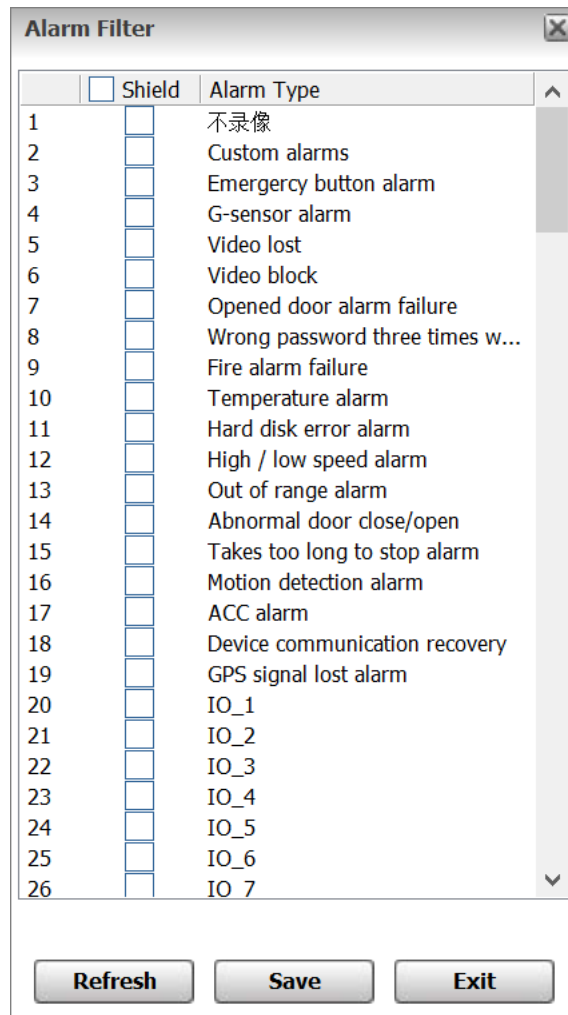 Alarm Filter
Shield Alarm Type
1 不录像
2 Custom alarms
3 Emergercy button alarm
4 G-sensor alarm
5 Video lost
6 Video block
7 Opened door alarm failure
8 Wrong password three times w...
9 Fire alarm failure
10 Temperature alarm
11 Hard disk error alarm
12 High / low speed alarm
13 Out of range alarm
14 Abnormal door close/open
15 Takes too long to stop alarm
16 Motion detection alarm
17 ACC alarm
18 Device communication recovery
19 GPS signal lost alarm
20 IO_1
21 IO_2
22 IO_3
23 IO_4
24 IO_5
25 IO_6
26 IO_7
Refresh Save Exit